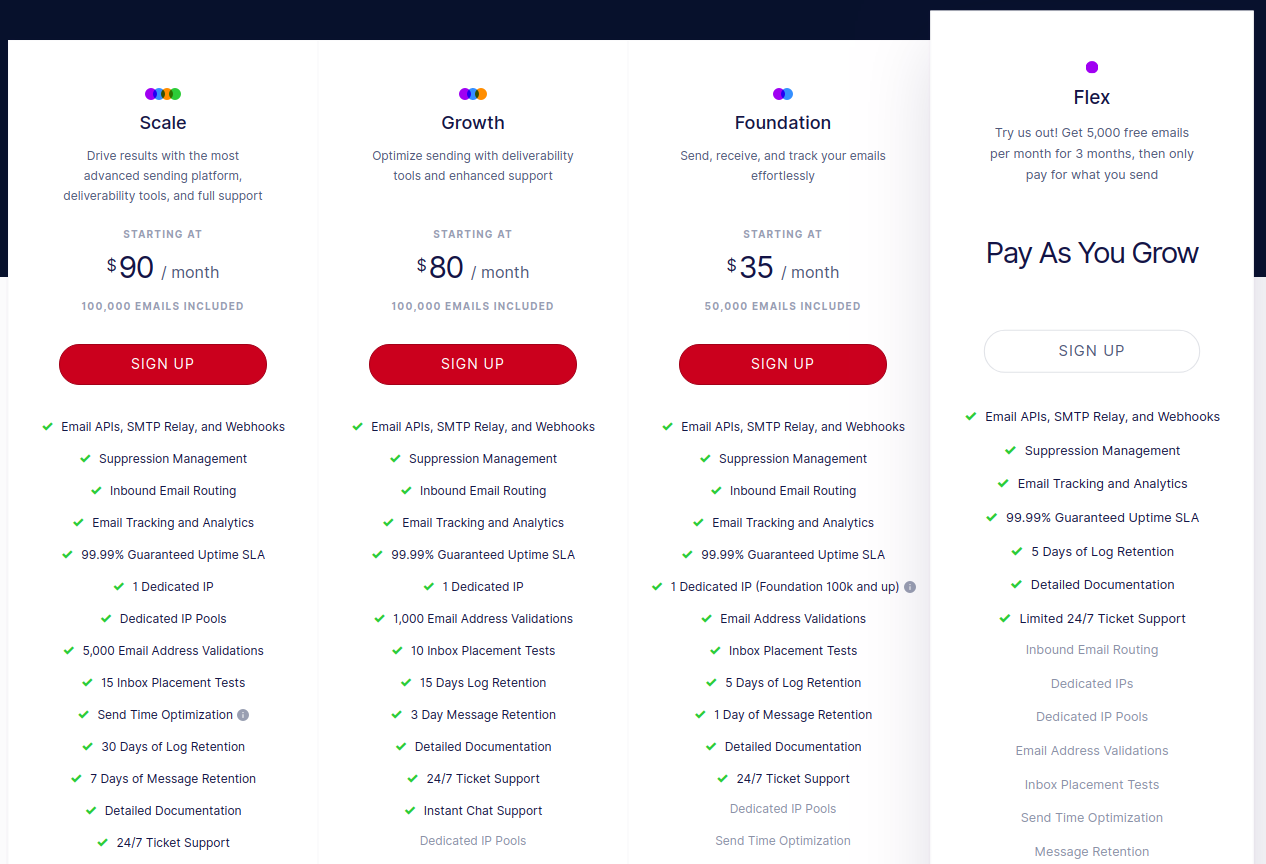 Scale
Drive results with the most
advanced sending platform,
deliverability tools, and full support
STARTING AT
$90 / month
100,000 EMAILS INCLUDED
SIGN UP
Email APIs, SMTP Relay, and Webhooks
Suppression Management
Inbound Email Routing
Email Tracking and Analytics
99.99% Guaranteed Uptime SLA
1 Dedicated IP
Dedicated IP Pools
5,000 Email Address Validations
15 Inbox Placement Tests
Send Time Optimization
30 Days of Log Retention
7 Days of Message Retention
Detailed Documentation
24/7 Ticket Support
Growth
Optimize sending with deliverability
tools and enhanced support
STARTING AT
$80 / month
100,000 EMAILS INCLUDED
SIGN UP
Email APIs, SMTP Relay, and Webhooks
Suppression Management
Inbound Email Routing
Email Tracking and Analytics
99.99% Guaranteed Uptime SLA
1 Dedicated IP
1,000 Email Address Validations
10 Inbox Placement Tests
15 Days Log Retention
3 Day Message Retention
Detailed Documentation
24/7 Ticket Support
Instant Chat Support
Dedicated IP Pools
Foundation
Send, receive, and track your emails
effortlessly
STARTING AT
$35 / month
50,000 EMAILS INCLUDED
SIGN UP
Email APIs, SMTP Relay, and Webhooks
Suppression Management
Inbound Email Routing
Email Tracking and Analytics
99.99% Guaranteed Uptime SLA
1 Dedicated IP (Foundation 100k and up)
Email Address Validations
Inbox Placement Tests
5 Days of Log Retention
1 Day of Message Retention
Detailed Documentation
24/7 Ticket Support
Dedicated IP Pools
Send Time Optimization
Flex
Try us out! Get 5,000 free emails
per month for 3 months, then only
pay for what you send
Pay As You Grow
SIGN UP
Email APIs, SMTP Relay, and Webhooks
Suppression Management
Email Tracking and Analytics
99.99% Guaranteed Uptime SLA
5 Days of Log Retention
Detailed Documentation
Limited 24/7 Ticket Support
Inbound Email Routing
Dedicated IPs
Dedicated IP Pools
Email Address Validations
Inbox Placement Tests
Send Time Optimization
Message Retention